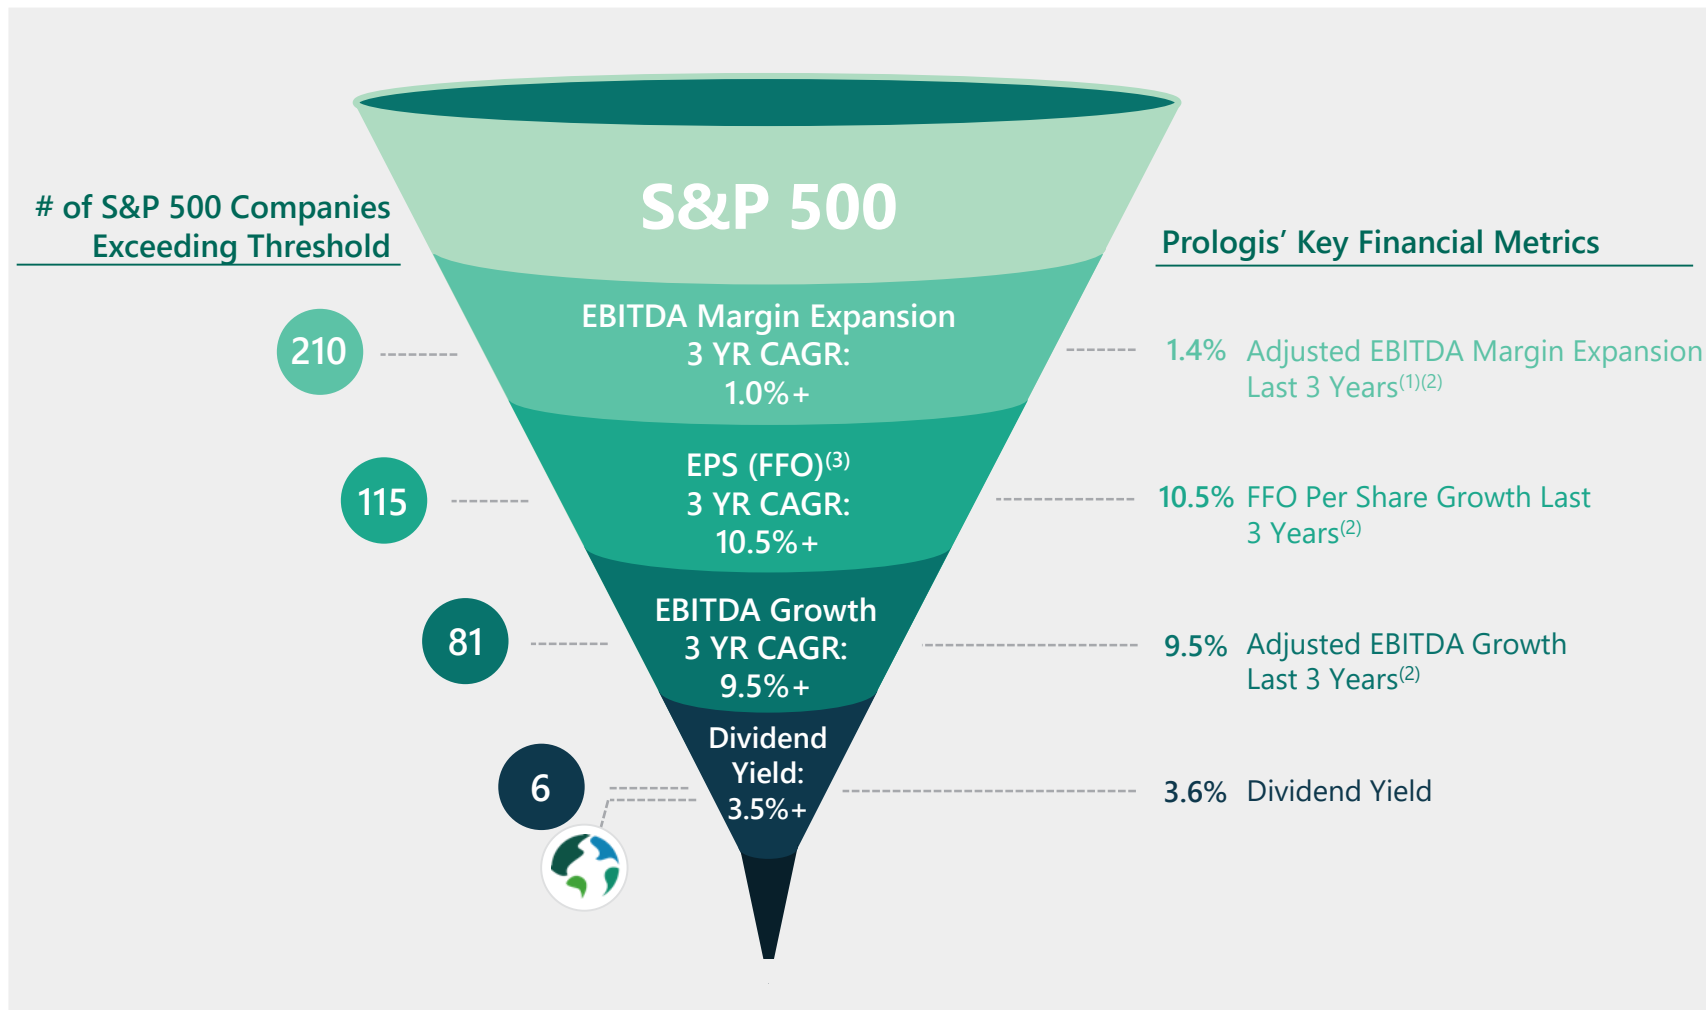 S&P 500
# of S&P 500 Companies
Exceeding Threshold
Prologis’ Key Financial Metrics
210
EBITDA Margin Expansion
3 YR CAGR:
1.0%+
1.4% Adjusted EBITDA Margin Expansion
Last 3 Years(1)(2)
115
EPS (FFO)(3)
3 YR CAGR:
10.5%+
10.5% FFO Per Share Growth Last
3 Years(2)
81
EBITDA Growth
3 YR CAGR:
9.5%+
9.5% Adjusted EBITDA Growth
Last 3 Years(2)
6
Dividend
Yield:
3.5%+
3.6% Dividend Yield